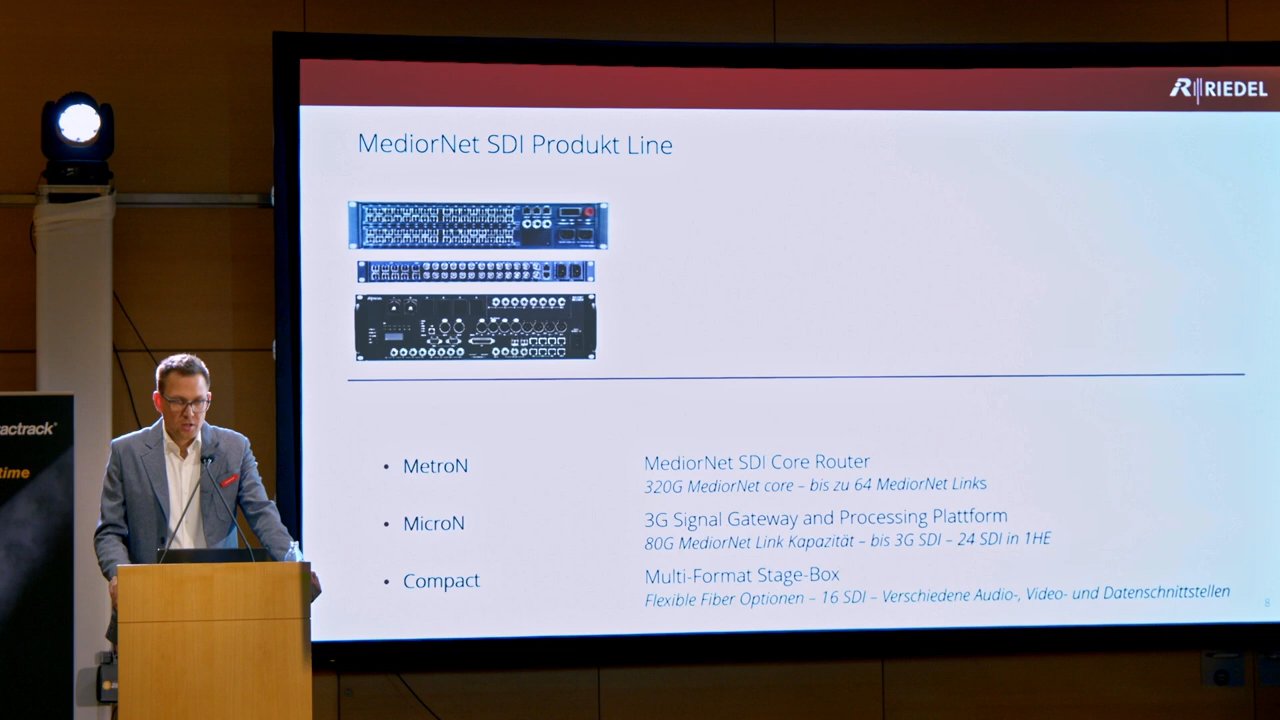 RIEDEL
MediorNet SDI Produkt Line
• MetroN
MediorNet SDI Core Router
320G MediorNet core – bis zu 64 MediorNet Links
• MicroN
3G Signal Gateway and Processing Plattform
80G MediorNet Link Kapazität – bis 3G SDI – 24 SDI in 1HE
• Compact
Multi-Format Stage-Box
Flexible Fiber Optionen – 16 SDI – Verschiedene Audio-, Video- und Datenschnittstellen
8
actrack®
time